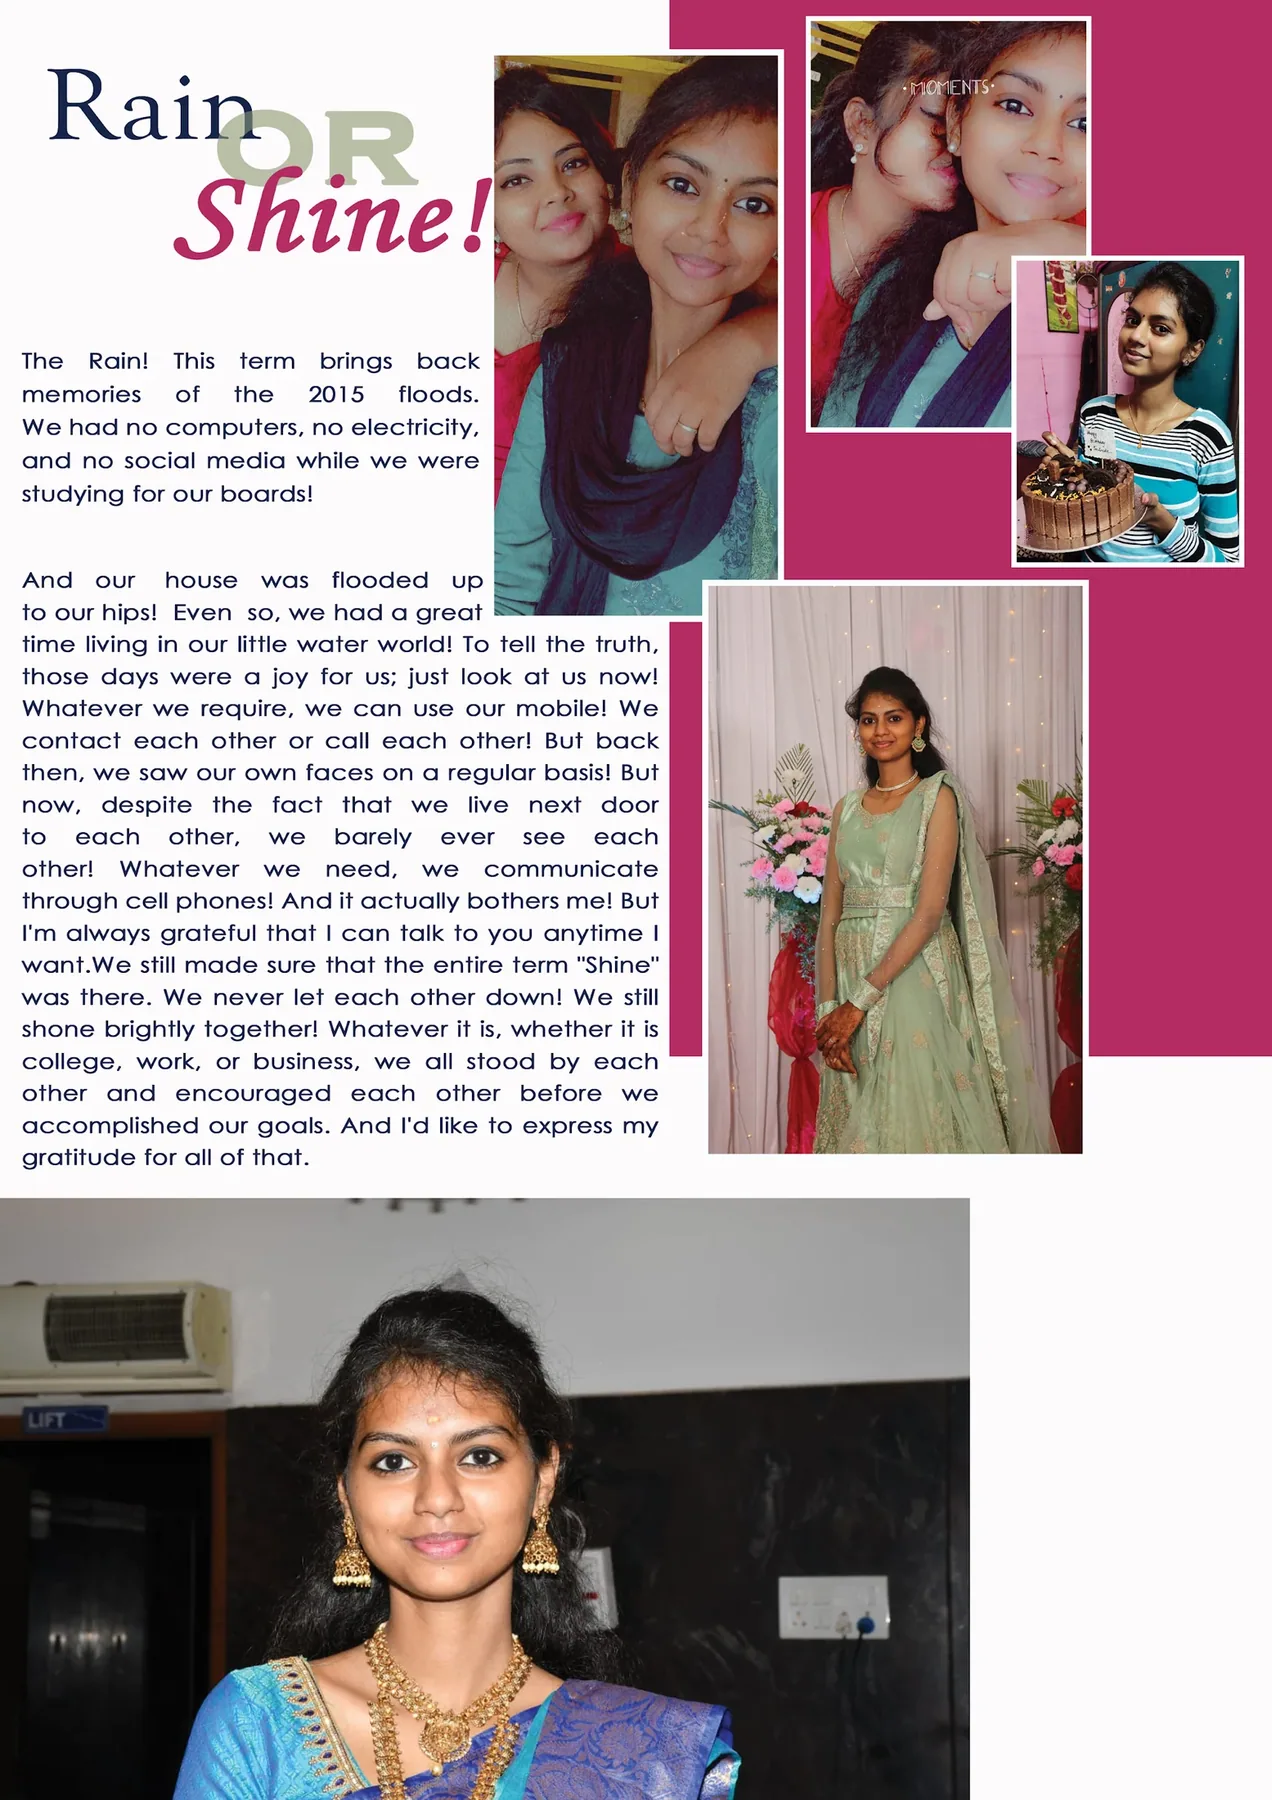 Rain
OR
Shine!
MOMENTS
The Rain! This term brings back
memories of the 2015 floods.
We had no computers, no electricity,
and no social media while we were
studying for our boards!
And our house was flooded up
to our hips! Even so, we had a great
time living in our little water world! To tell the truth,
those days were a joy for us; just look at us now!
Whatever we require, we can use our mobile! We
contact each other or call each other! But back
then, we saw our own faces on a regular basis! But
now, despite the fact that we live next door
to each other, we barely ever see each
other! Whatever we need, we communicate
through cell phones! And it actually bothers me! But
I'm always grateful that I can talk to you anytime I
want.We still made sure that the entire term "Shine"
was there. We never let each other down! We still
shone brightly together! Whatever it is, whether it is
college, work, or business, we all stood by each
other and encouraged each other before we
accomplished our goals. And I'd like to express my
gratitude for all of that.
LIFT